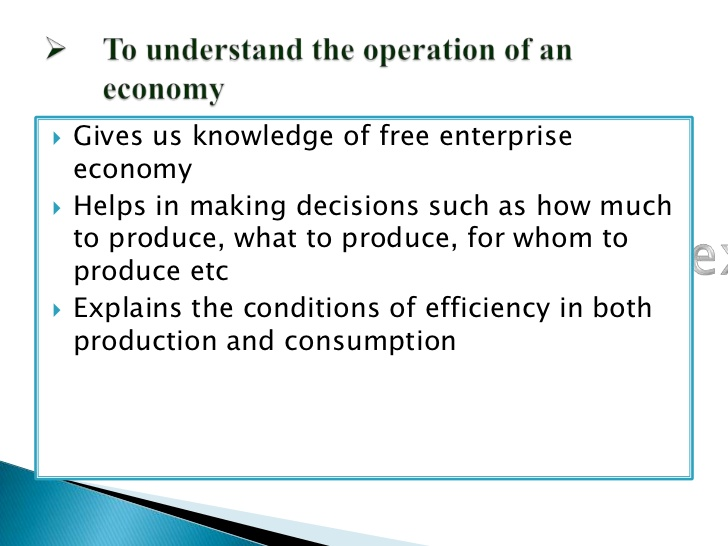 To understand the operation of an
economy
Gives us knowledge of free enterprise
economy
Helps in making decisions such as how much
to produce, what to produce, for whom to
produce etc
Explains the conditions of efficiency in both
production and consumption